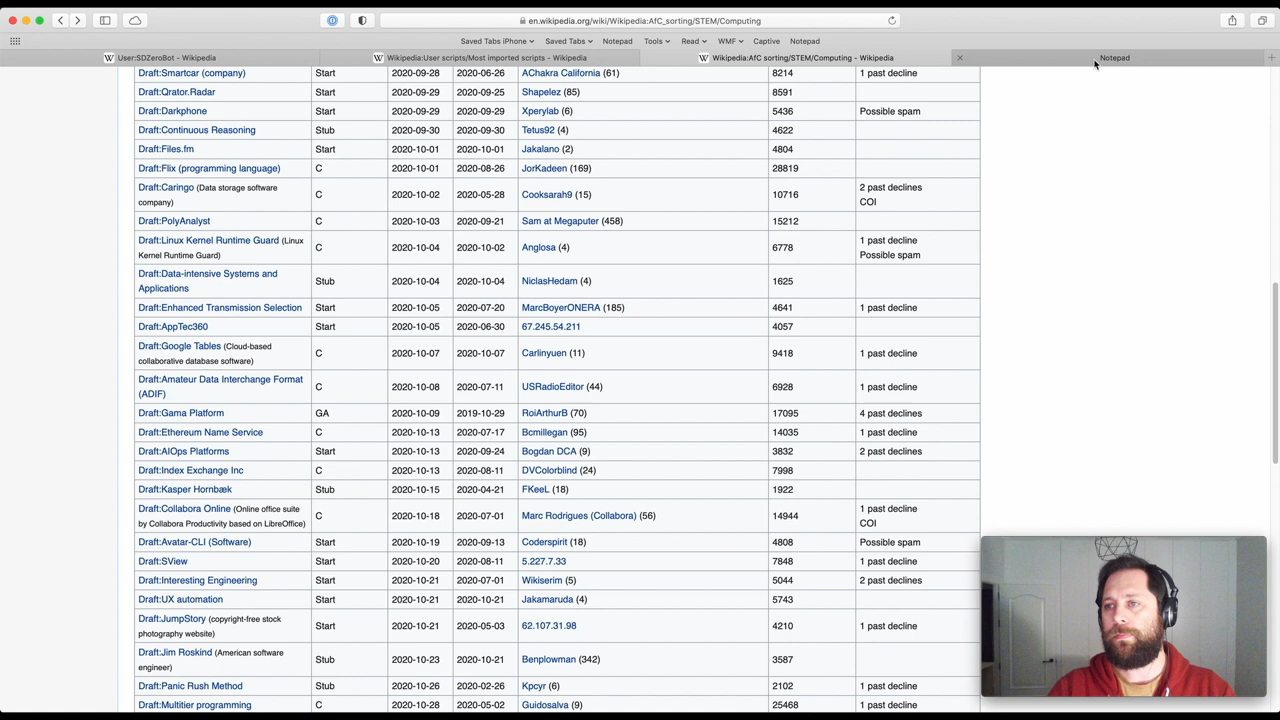 en.wikipedia.org/wiki/Wikipedia:AfC_sorting/STEM/Computing
Saved Tabs iPhone Saved Tabs Notepad Tools Read WMF Captive Notepad
User:SDZeroBot - Wikipedia Wikipedia:User scripts/Most imported scripts - Wikipedia Wikipedia:AfC sorting/STEM/Computing - Wikipedia Notepad
Draft:Smartcar (company) Start 2020-09-28 2020-06-26 AChakra California (61) 8214 1 past decline
Draft:Qrator.Radar Start 2020-09-29 2020-09-25 Shapelez (85) 8591
Draft:Darkphone Start 2020-09-29 2020-09-29 Xperylab (6) 5436 Possible spam
Draft:Continuous Reasoning Stub 2020-09-30 2020-09-30 Tetus92 (4) 4622
Draft:Files.fm Start 2020-10-01 2020-10-01 Jakalano (2) 4804
Draft:Flix (programming language) C 2020-10-01 2020-08-26 JorKadeen (169) 28819
Draft:Caringo (Data storage software
company) C 2020-10-02 2020-05-28 Cooksarah9 (15) 10716 2 past declines
COI
Draft:PolyAnalyst C 2020-10-03 2020-09-21 Sam at Megaputer (458) 15212
Draft:Linux Kernel Runtime Guard (Linux
Kernel Runtime Guard) C 2020-10-04 2020-10-02 Anglosa (4) 6778 1 past decline
Possible spam
Draft:Data-intensive Systems and
Applications Stub 2020-10-04 2020-10-04 NiclasHedam (4) 1625
Draft:Enhanced Transmission Selection Start 2020-10-05 2020-07-20 MarcBoyerONERA (185) 4641 1 past decline
Draft:AppTec360 Start 2020-10-05 2020-06-30 67.245.54.211 4057
Draft:Google Tables (Cloud-based
collaborative database software) C 2020-10-07 2020-10-07 Carlinyuen (11) 9418 1 past decline
Draft:Amateur Data Interchange Format
(ADIF) C 2020-10-08 2020-07-11 USRadioEditor (44) 6928 1 past decline
Draft:Gama Platform GA 2020-10-09 2019-10-29 RoiArthurB (70) 17095 4 past declines
Draft:Ethereum Name Service C 2020-10-13 2020-07-17 Bcmillegan (95) 14035 1 past decline
Draft:AIOps Platforms Start 2020-10-13 2020-09-24 Bogdan DCA (9) 3832 2 past declines
Draft:Index Exchange Inc C 2020-10-13 2020-08-11 DVColorblind (24) 7998
Draft:Kasper Hornbæk Stub 2020-10-15 2020-04-21 FKeeL (18) 1922
Draft:Collabora Online (Online office suite
by Collabora Productivity based on LibreOffice) C 2020-10-18 2020-07-01 Marc Rodrigues (Collabora) (56) 14944 1 past decline
COI
Draft:Avatar-CLI (Software) Start 2020-10-19 2020-09-13 Coderspirit (18) 4808 Possible spam
Draft:SView Start 2020-10-20 2020-08-11 5.227.7.33 7848 1 past decline
Draft:Interesting Engineering Start 2020-10-21 2020-07-01 Wikiserim (5) 5044 2 past declines
Draft:UX automation Start 2020-10-21 2020-10-21 Jakamaruda (4) 5743
Draft:JumpStory (copyright-free stock
photography website) Start 2020-10-21 2020-05-03 62.107.31.98 4210 1 past decline
Draft:Jim Roskind (American software
engineer) Stub 2020-10-23 2020-10-21 Benplowman (342) 3587
Draft:Panic Rush Method Stub 2020-10-26 2020-02-26 Kpcyr (6) 2102 1 past decline
Draft:Multitier programming C 2020-10-28 2020-05-02 Guidosalva (9) 25468 1 past decline